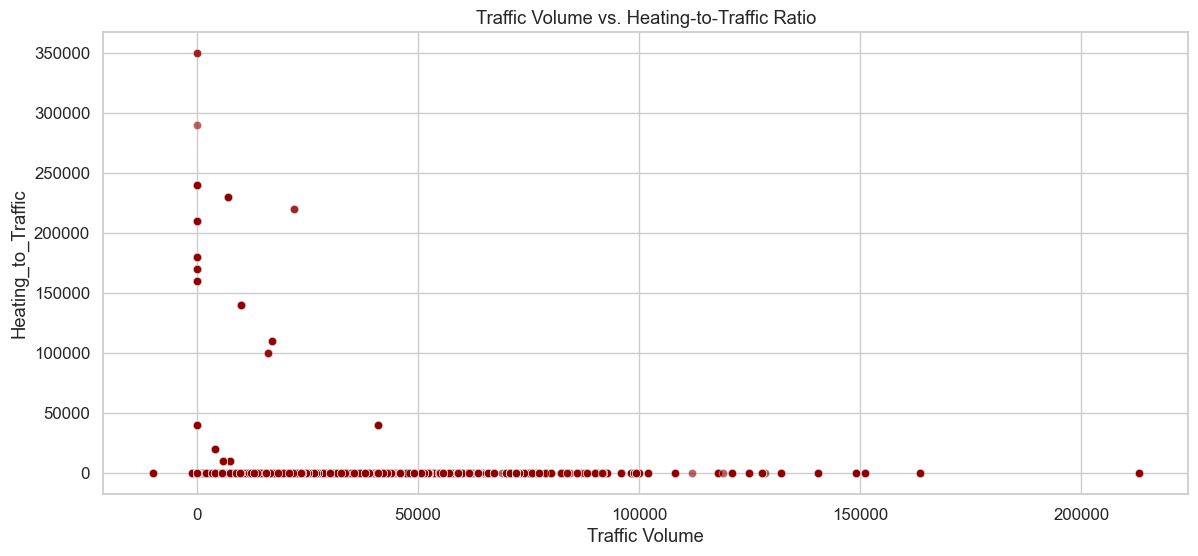 Traffic Volume vs. Heating-to-Traffic Ratio
Heating_to_Traffic
350000
300000
250000
200000
150000
100000
50000
0
0 50000 100000 150000 200000
Traffic Volume